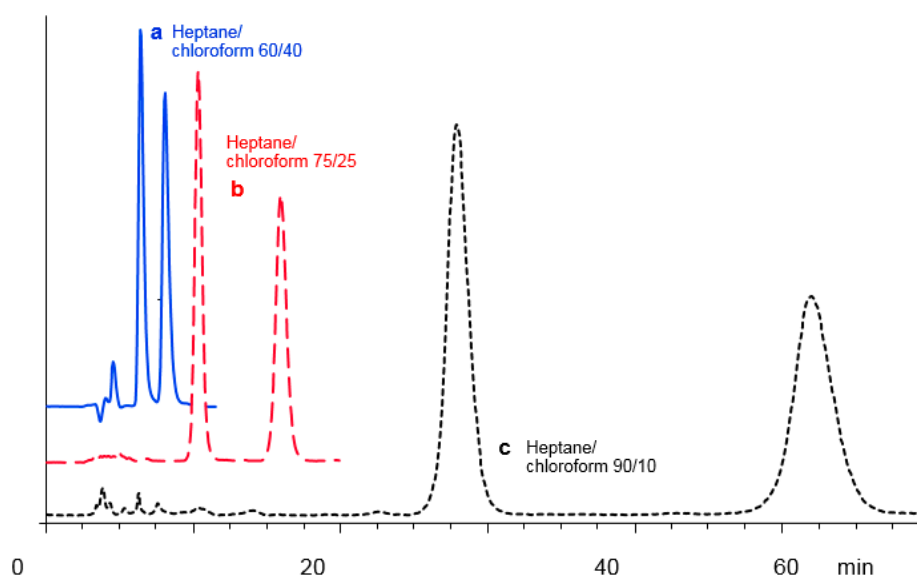 a Heptane/
chloroform 60/40
Heptane/
chloroform 75/25
b
c Heptane/
chloroform 90/10
0 20 40 60 min